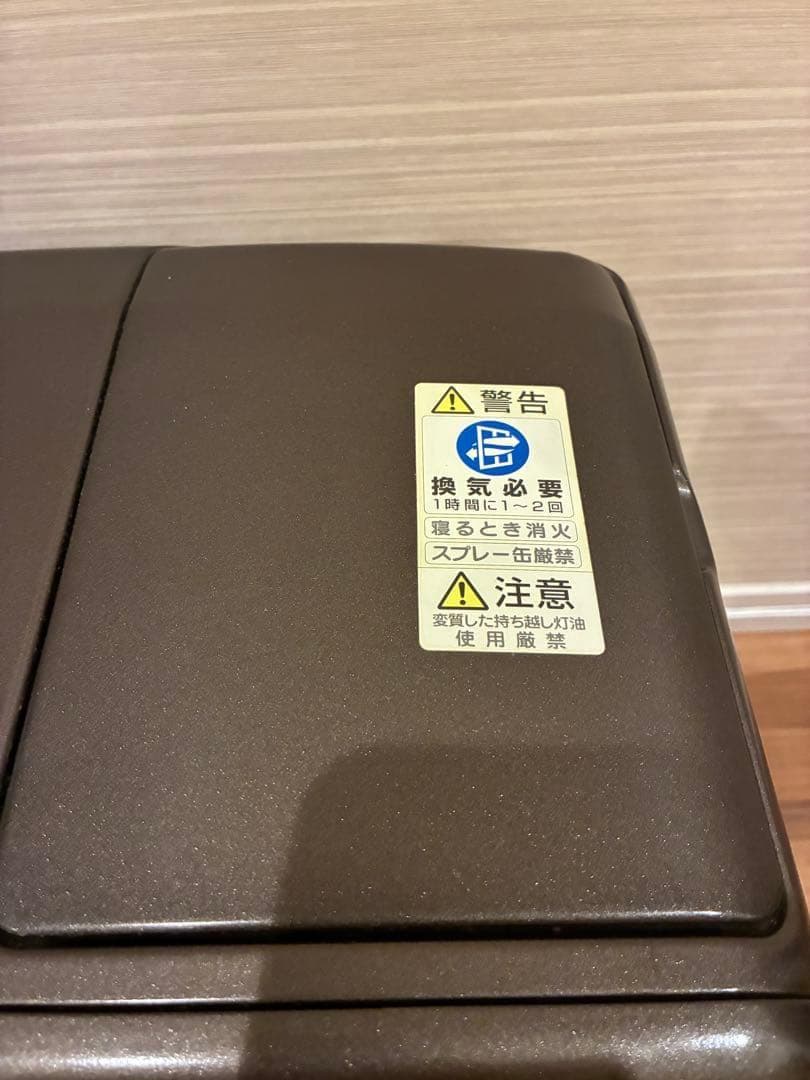 警告
換気必要
1時間に1～2回
寝るとき消火
スプレー缶厳禁
注意
変質した持ち越し灯油
使用厳禁